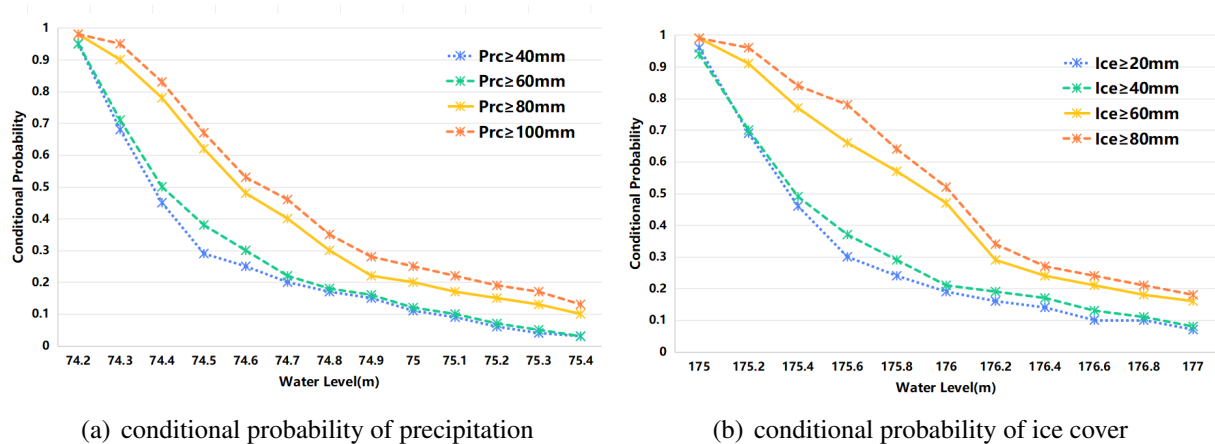 1
0.9
0.8
0.7
0.6
0.5
0.4
0.3
0.2
0.1
0
Conditional Probability
Prc≥40mm
Prc≥60mm
Prc≥80mm
Prc≥100mm
74.2 74.3 74.4 74.5 74.6 74.7 74.8 74.9 75 75.1 75.2 75.3 75.4
Water Level(m)
(a) conditional probability of precipitation
1
0.9
0.8
0.7
0.6
0.5
0.4
0.3
0.2
0.1
0
Conditional Probability
Ice≥20mm
Ice≥40mm
Ice≥60mm
Ice≥80mm
175 175.2 175.4 175.6 175.8 176 176.2 176.4 176.6 176.8 177
Water Level(m)
(b) conditional probability of ice cover